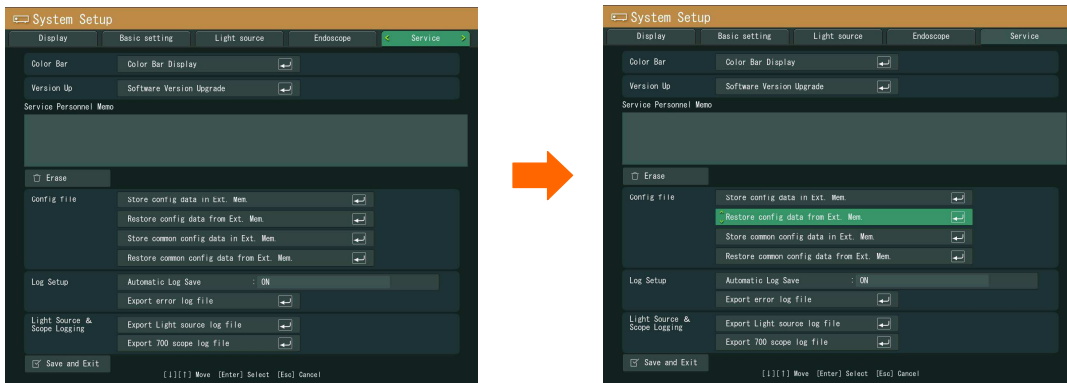 System Setup
Display Basic setting Light source Endoscope < Service >
Color Bar Color Bar Display
Version Up Software Version Upgrade
Service Personnel Memo
Erase
Config file Store config data in Ext. Mem.
Restore config data from Ext. Mem.
Store common config data in Ext. Mem.
Restore common config data from Ext. Mem.
Log Setup Automatic Log Save : ON
Export error log file
Light Source &
Scope Logging
Export Light source log file
Export 700 scope log file
Save and Exit
[↓][↑] Move [Enter] Select [Esc] Cancel
System Setup
Display Basic setting Light source Endoscope Service
Color Bar Color Bar Display
Version Up Software Version Upgrade
Service Personnel Memo
Erase
Config file Store config data in Ext. Mem.
Restore config data from Ext. Mem.
Store common config data in Ext. Mem.
Restore common config data from Ext. Mem.
Log Setup Automatic Log Save : ON
Export error log file
Light Source &
Scope Logging
Export Light source log file
Export 700 scope log file
Save and Exit
[↓][↑] Move [Enter] Select [Esc] Cancel